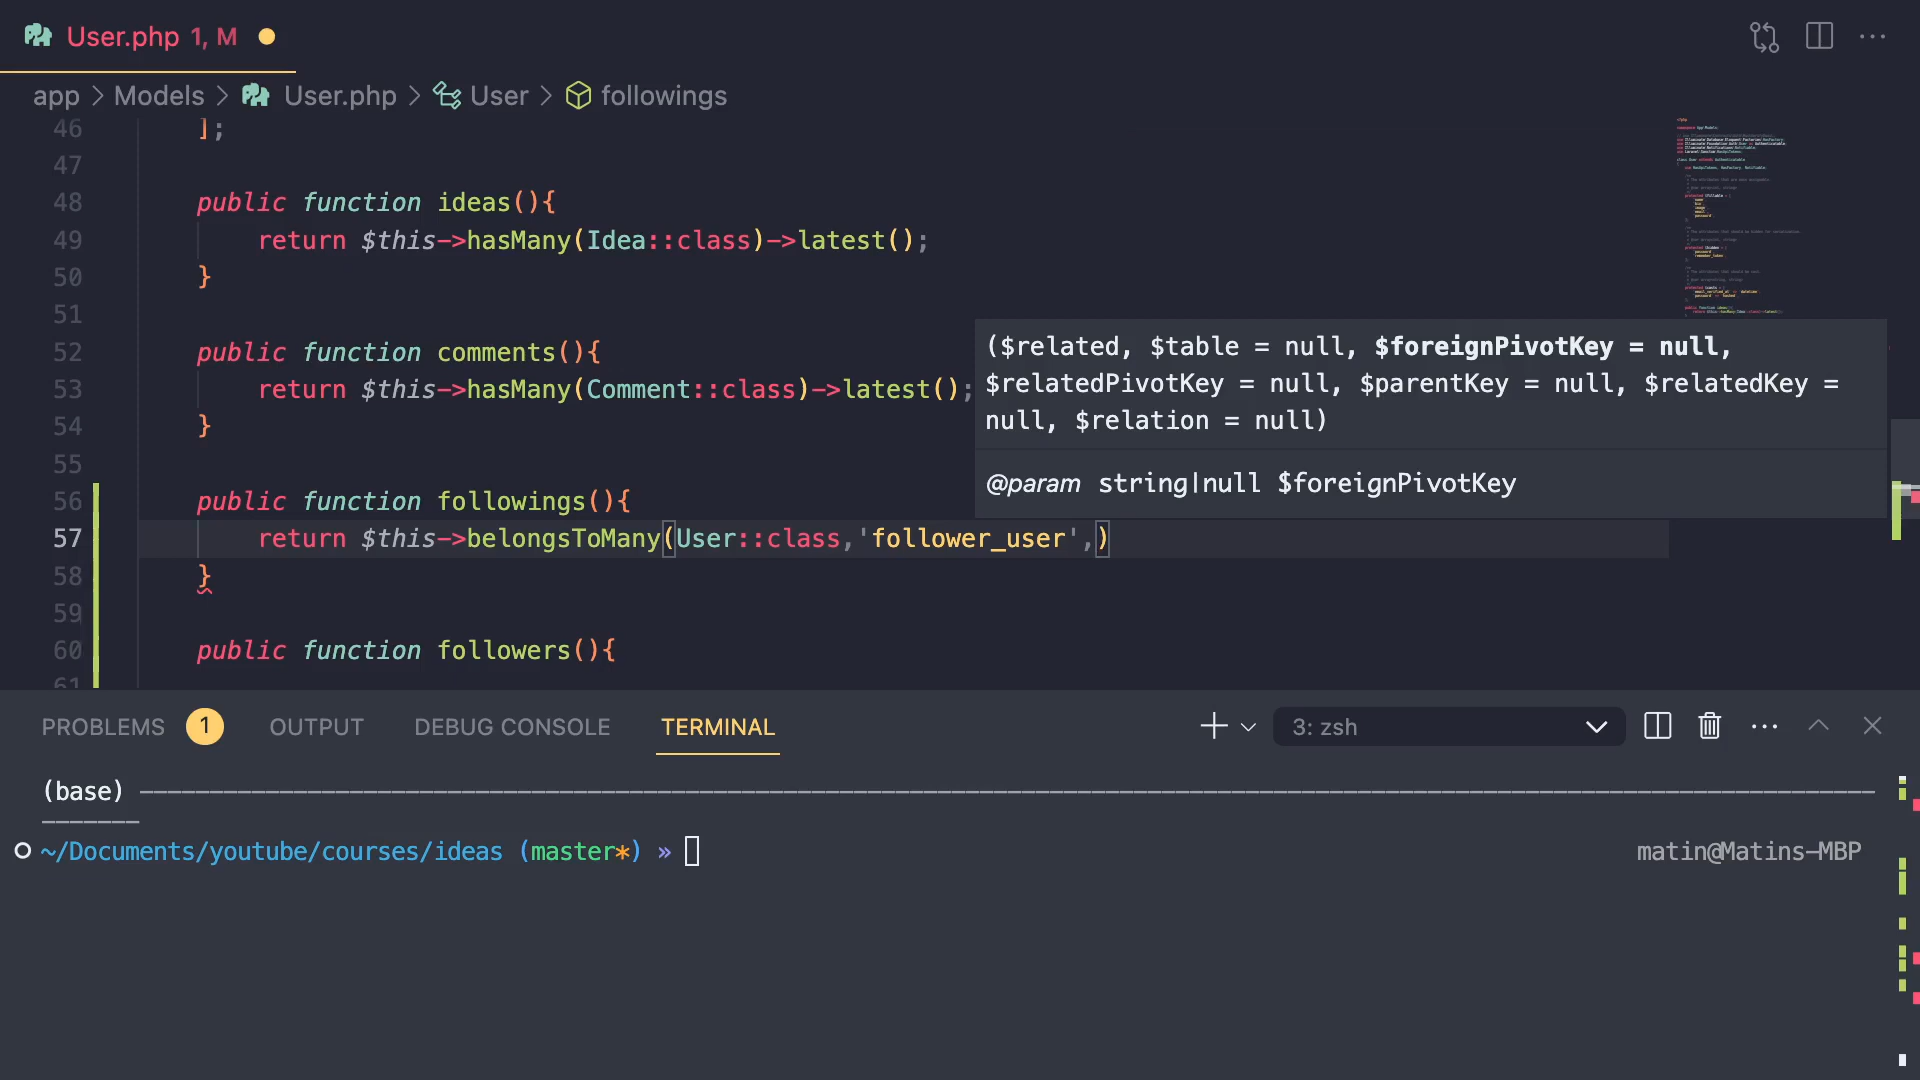 User.php 1, M
app > Models > User.php > User > followings
46 ];
47
48 public function ideas(){
49 return $this->hasMany(Idea::class)->latest();
50 }
51
52 public function comments(){
53 return $this->hasMany(Comment::class)->latest();
54 }
55
56 public function followings(){
57 return $this->belongsToMany(User::class,'follower_user',)
58 }
59
60 public function followers(){
61
($related, $table = null, $foreignPivotKey = null,
$relatedPivotKey = null, $parentKey = null, $relatedKey =
null, $relation = null)
@param string|null $foreignPivotKey
PROBLEMS 1 OUTPUT DEBUG CONSOLE TERMINAL 3: zsh
(base)
~/Documents/youtube/courses/ideas (master*) » matin@Matins-MBP